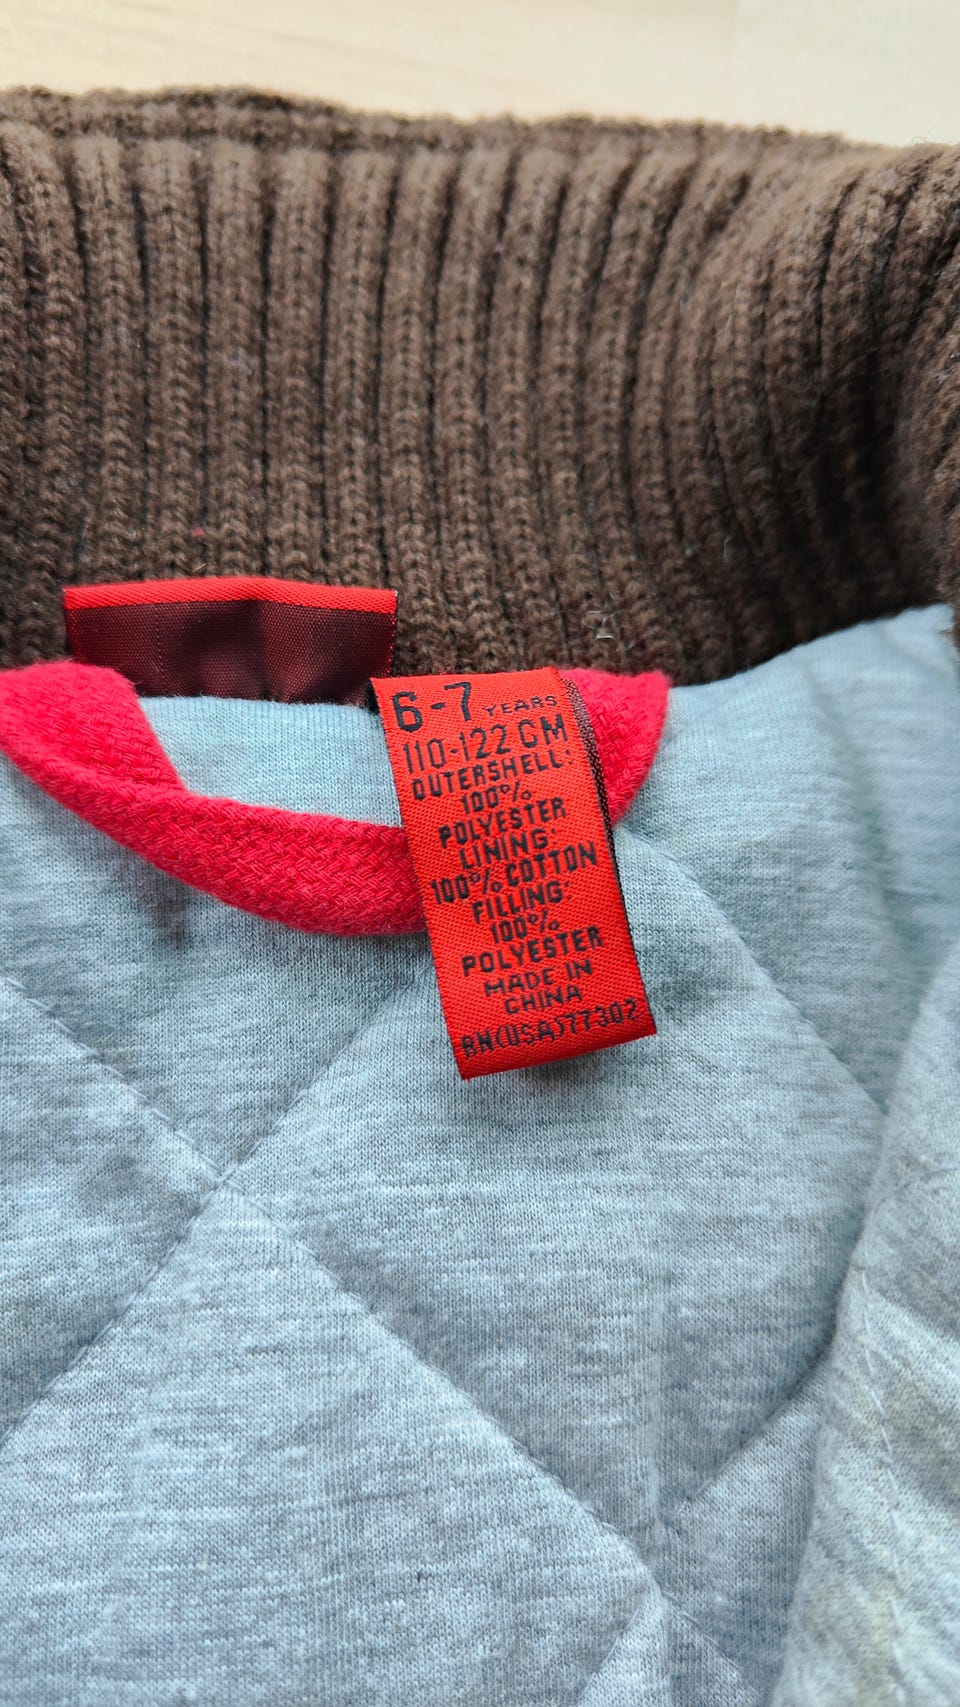 6-7 YEARS
110-122 CM
OUTERSHELL:
100%
POLYESTER
LINING:
100% COTTON
FILLING:
100%
POLYESTER
MADE IN
CHINA
RN(USA)77302